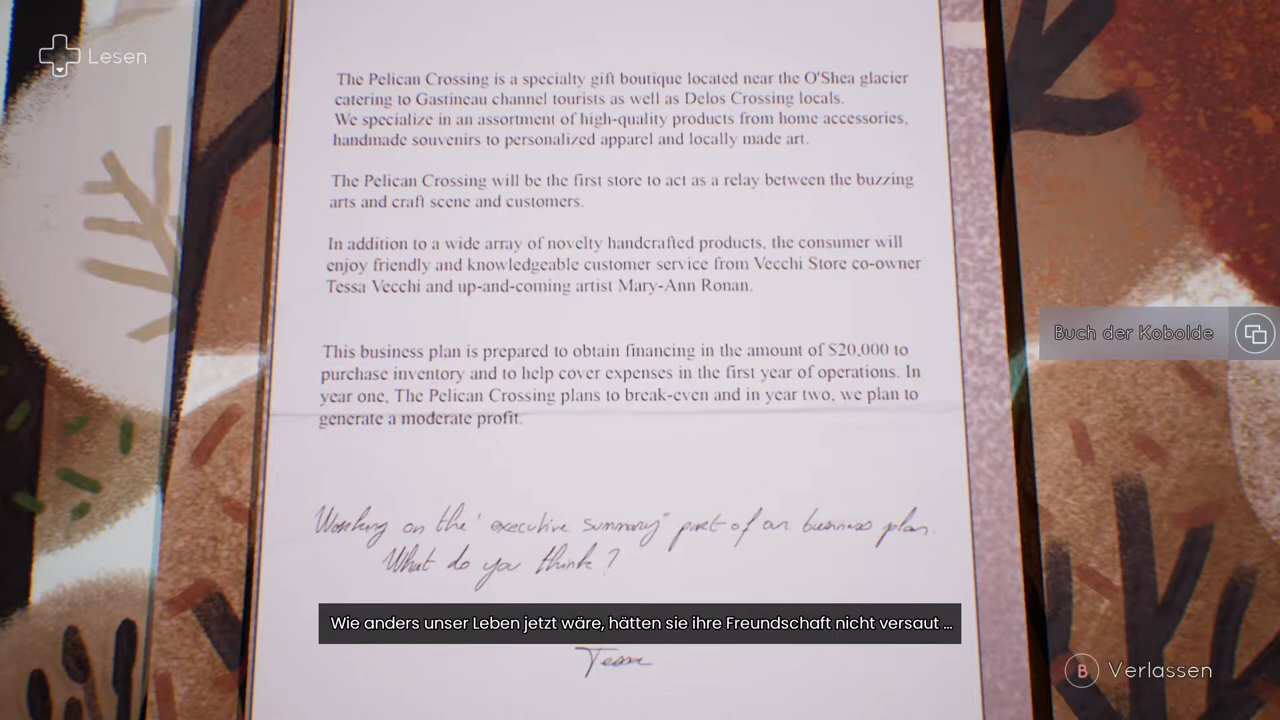 Lesen
The Pelican Crossing is a specialty gift boutique located near the O'Shea glacier
catering to Gastineau channel tourists as well as Delos Crossing locals.
We specialize in an assortment of high-quality products from home accessories,
handmade souvenirs to personalized apparel and locally made art.
The Pelican Crossing will be the first store to act as a relay between the buzzing
arts and craft scene and customers.
In addition to a wide array of novelty handcrafted products, the consumer will
enjoy friendly and knowledgeable customer service from Vecchi Store co-owner
Tessa Vecchi and up-and-coming artist Mary-Ann Ronan.
Buch der Kobolde
This business plan is prepared to obtain financing in the amount of $20,000 to
purchase inventory and to help cover expenses in the first year of operations. In
year one, The Pelican Crossing plans to break-even and in year two, we plan to
generate a moderate profit.
Working on the "executive summary" part of our business plan.
What do you think?
Wie anders unser Leben jetzt wäre, hätten sie ihre Freundschaft nicht versaut ...
Tessa
B Verlassen